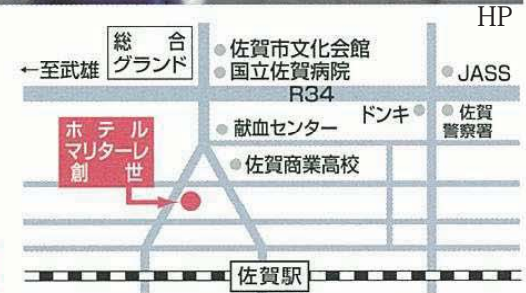 HP
総合
グランド
←至武雄
佐賀市文化会館
国立佐賀病院
JASS
R34
ドンキ
佐賀
警察署
献血センター
ホテル
マリターレ
創世
佐賀商業高校
佐賀駅